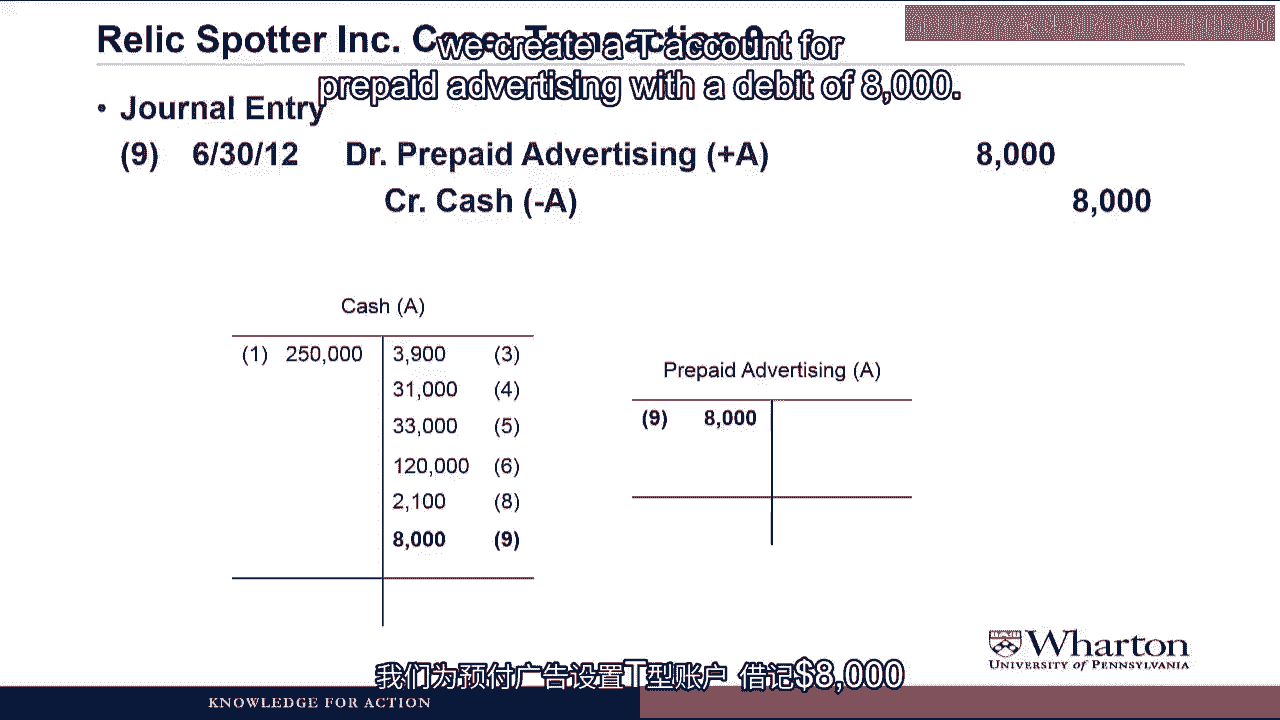 Relic Spotter Inc. Case: Transaction 9
we create a T account for
prepaid advertising with a debit of 8,000.
• Journal Entry
(9) 6/30/12 Dr. Prepaid Advertising (+A) 8,000
Cr. Cash (-A) 8,000
Cash (A)
(1) 250,000 3,900 (3)
31,000 (4)
33,000 (5)
120,000 (6)
2,100 (8)
8,000 (9)
Prepaid Advertising (A)
(9) 8,000
Wharton
UNIVERSITY OF PENNSYLVANIA
我们为预付广告设置T型账户 借记$8,000
KNOWLEDGE FOR ACTION